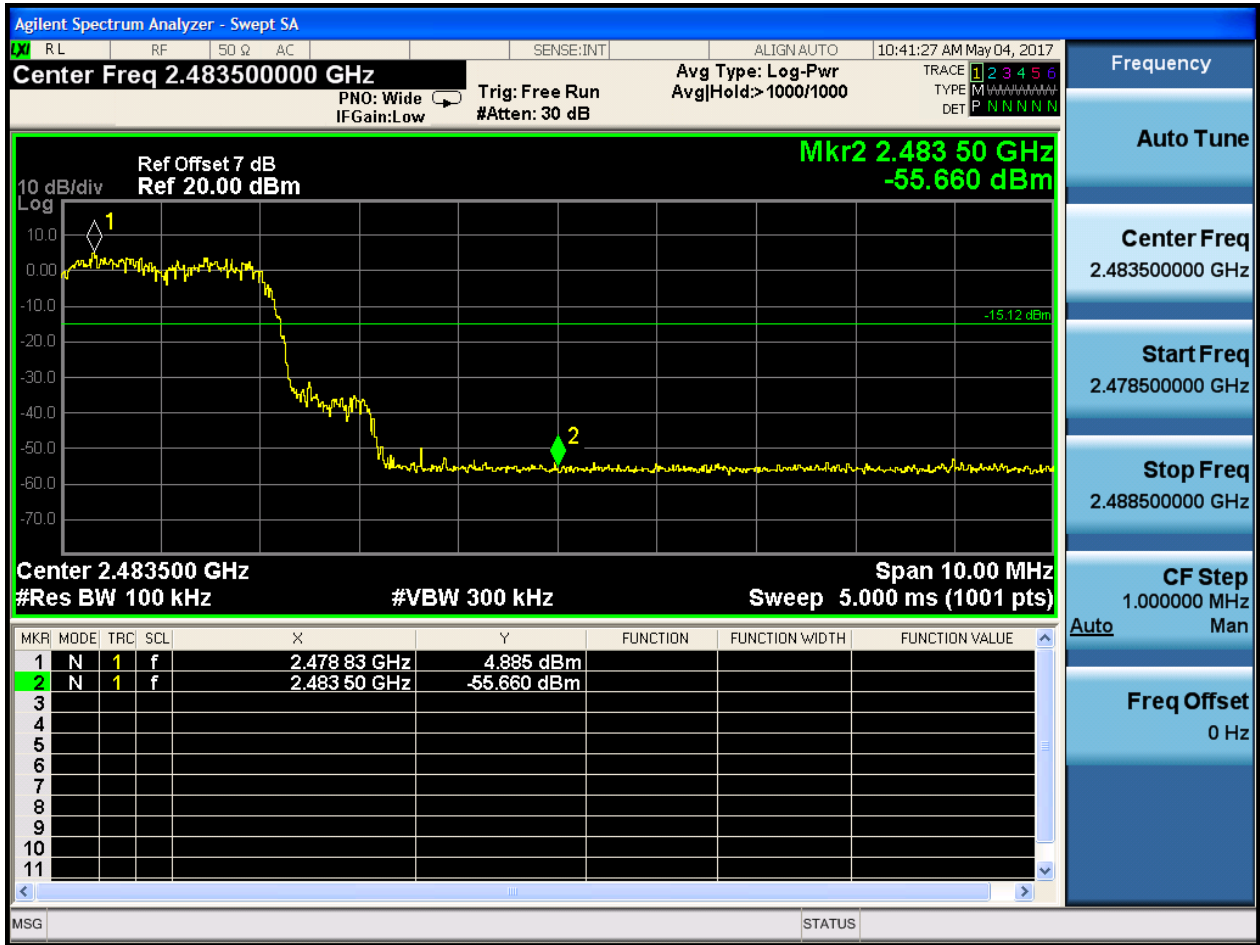 Agilent Spectrum Analyzer - Swept SA
LXI RL RF 50 Ω AC SENSE:INT ALIGN AUTO 10:41:27 AM May 04, 2017
Center Freq 2.483500000 GHz
PNO: Wide
IFGain:Low
Trig: Free Run
#Atten: 30 dB
Avg Type: Log-Pwr
Avg|Hold:>1000/1000
TRACE 1 2 3 4 5 6
TYPE M
DET P N N N N N
Mkr2 2.483 50 GHz
-55.660 dBm
Ref Offset 7 dB
10 dB/div Ref 20.00 dBm
Log
1
10.0
0.00
-10.0
-15.12 dBm
-20.0
-30.0
-40.0
2
-50.0
-60.0
-70.0
Center 2.483500 GHz Span 10.00 MHz
#Res BW 100 kHz #VBW 300 kHz Sweep 5.000 ms (1001 pts)
MKR MODE TRC SCL X Y FUNCTION FUNCTION WIDTH FUNCTION VALUE
1 N 1 f 2.478 83 GHz 4.885 dBm
2 N 1 f 2.483 50 GHz -55.660 dBm
3
4
5
6
7
8
9
10
11
MSG STATUS
Frequency
Auto Tune
Center Freq
2.483500000 GHz
Start Freq
2.478500000 GHz
Stop Freq
2.488500000 GHz
CF Step
1.000000 MHz
Auto Man
Freq Offset
0 Hz